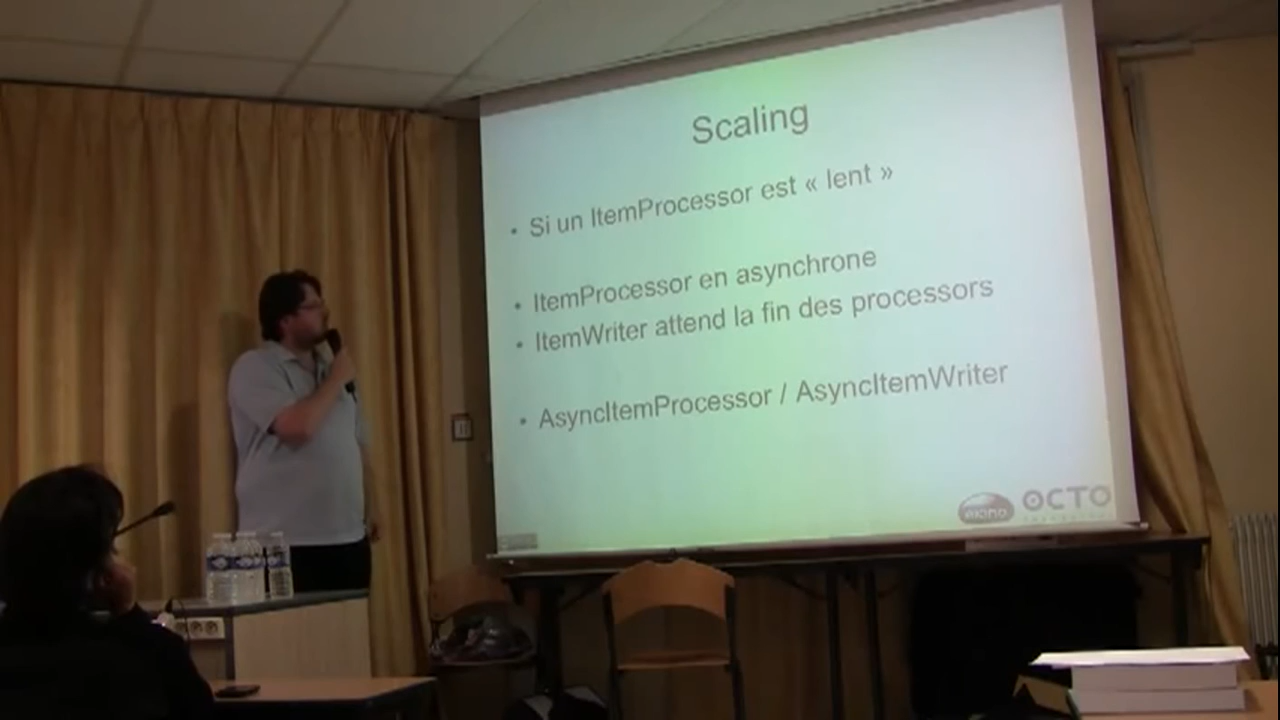 Scaling
• Si un ItemProcessor est « lent »
• ItemProcessor en asynchrone
• ItemWriter attend la fin des processors
• AsyncItemProcessor / AsyncItemWriter
OCTO